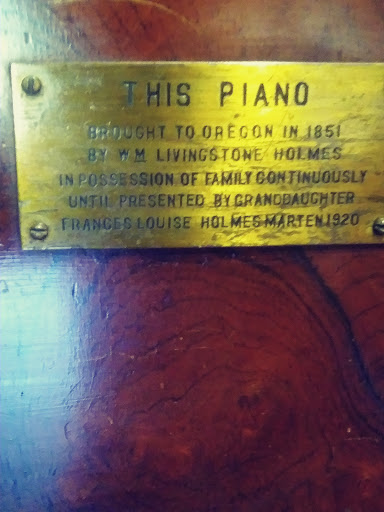 THIS PIANO
BROUGHT TO OREGON IN 1851
BY WM LIVINGSTONE HOLMES
IN POSSESSION OF FAMILY CONTINUOUSLY
UNTIL PRESENTED BY GRANDDAUGHTER
FRANCES LOUISE HOLMES MARTEN 1920